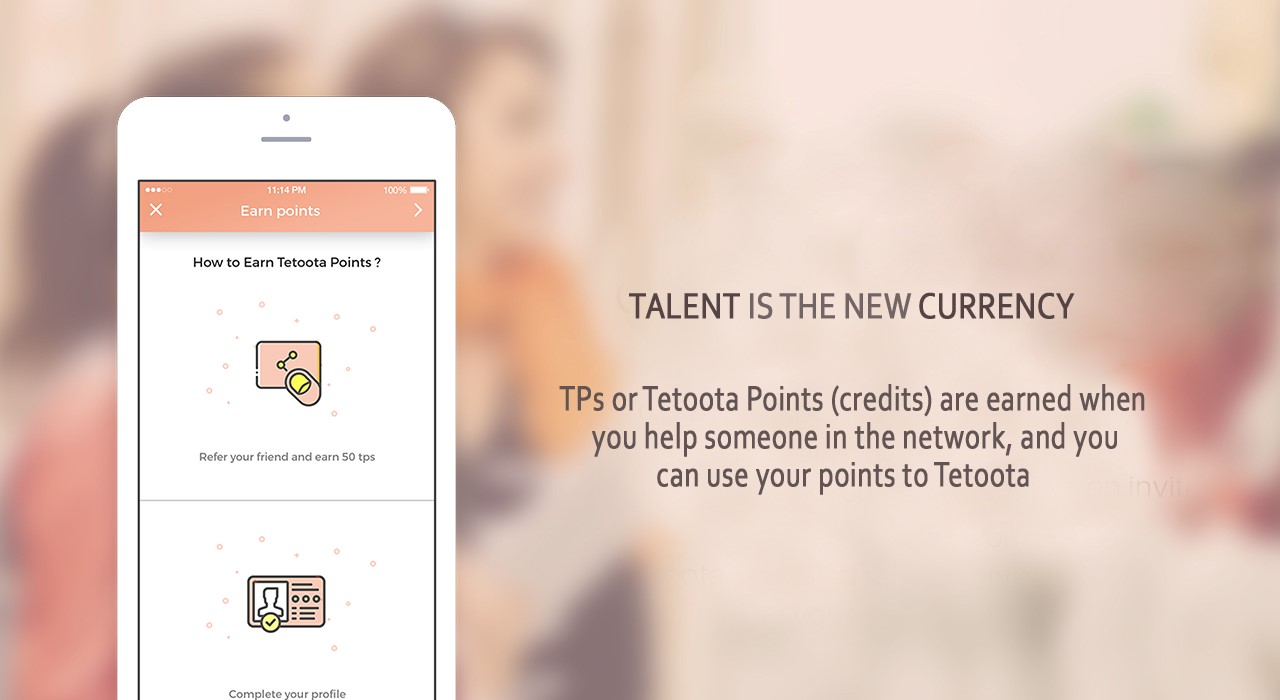 11:14 PM
100%
Earn points
How to Earn Tetoota Points ?
Refer your friend and earn 50 tps
Complete your profile
TALENT IS THE NEW CURRENCY
TPs or Tetoota Points (credits) are earned when
you help someone in the network, and you
can use your points to Tetoota